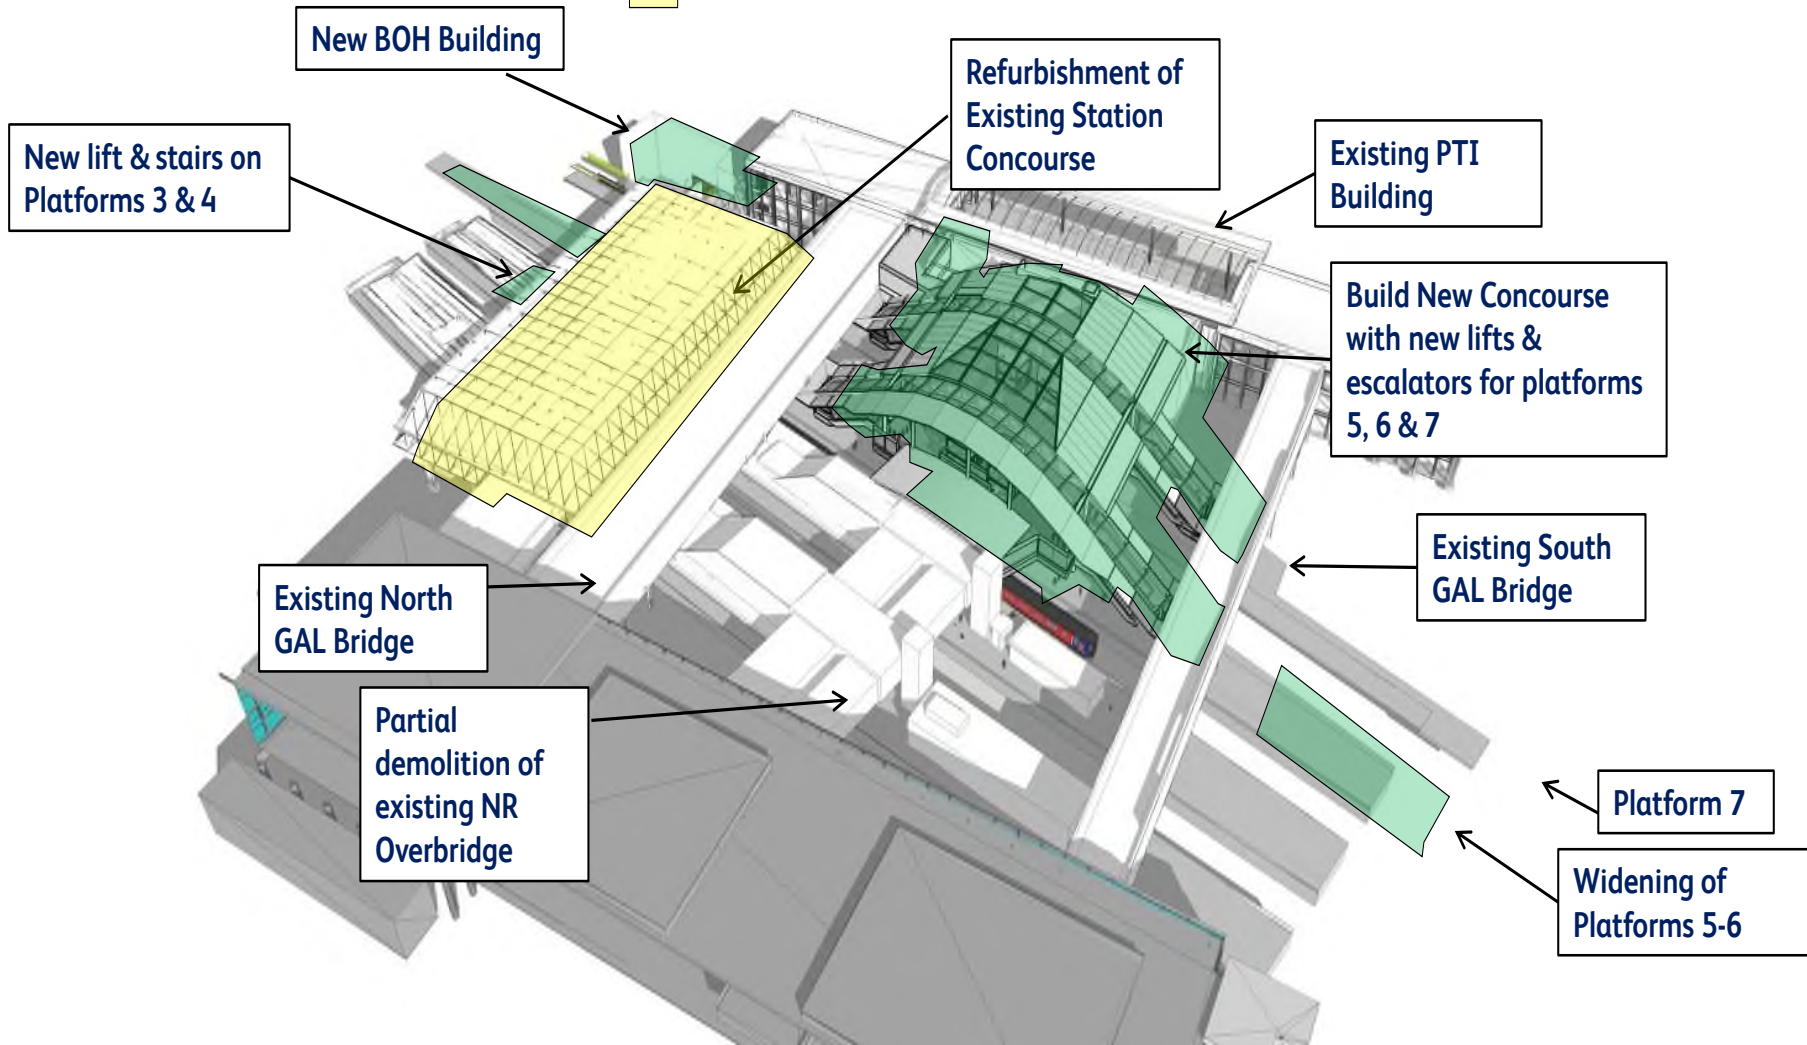 New BOH Building
Refurbishment of
Existing Station
Concourse
New lift & stairs on
Platforms 3 & 4
Existing PTI
Building
Build New Concourse
with new lifts &
escalators for platforms
5, 6 & 7
Existing South
GAL Bridge
Existing North
GAL Bridge
Partial
demolition of
existing NR
Overbridge
Platform 7
Widening of
Platforms 5-6